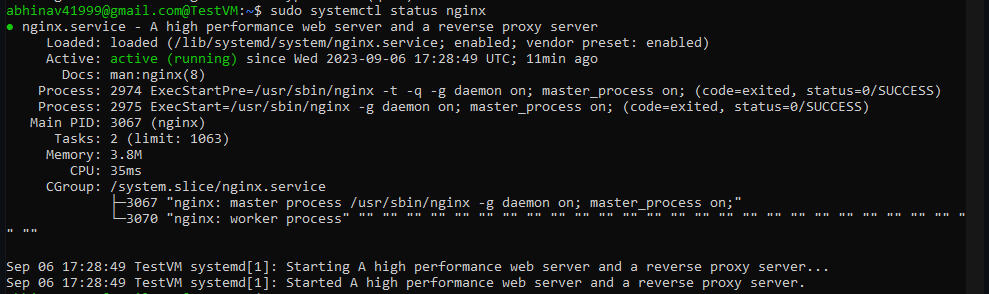 abhinav41999@gmail.com@TestVM:~$ sudo systemctl status nginx
● nginx.service - A high performance web server and a reverse proxy server
Loaded: loaded (/lib/systemd/system/nginx.service; enabled; vendor preset: enabled)
Active: active (running) since Wed 2023-09-06 17:28:49 UTC; 11min ago
Docs: man:nginx(8)
Process: 2974 ExecStartPre=/usr/sbin/nginx -t -q -g daemon on; master_process on; (code=exited, status=0/SUCCESS)
Process: 2975 ExecStart=/usr/sbin/nginx -g daemon on; master_process on; (code=exited, status=0/SUCCESS)
Main PID: 3067 (nginx)
Tasks: 2 (limit: 1063)
Memory: 3.8M
CPU: 35ms
CGroup: /system.slice/nginx.service
├─3067 "nginx: master process /usr/sbin/nginx -g daemon on; master_process on;"
└─3070 "nginx: worker process" "" "" "" "" "" "" "" "" "" "" "" "" "" "" "" "" "" "" "" "" "" "" "" "" "" "" "
" ""
Sep 06 17:28:49 TestVM systemd[1]: Starting A high performance web server and a reverse proxy server...
Sep 06 17:28:49 TestVM systemd[1]: Started A high performance web server and a reverse proxy server.